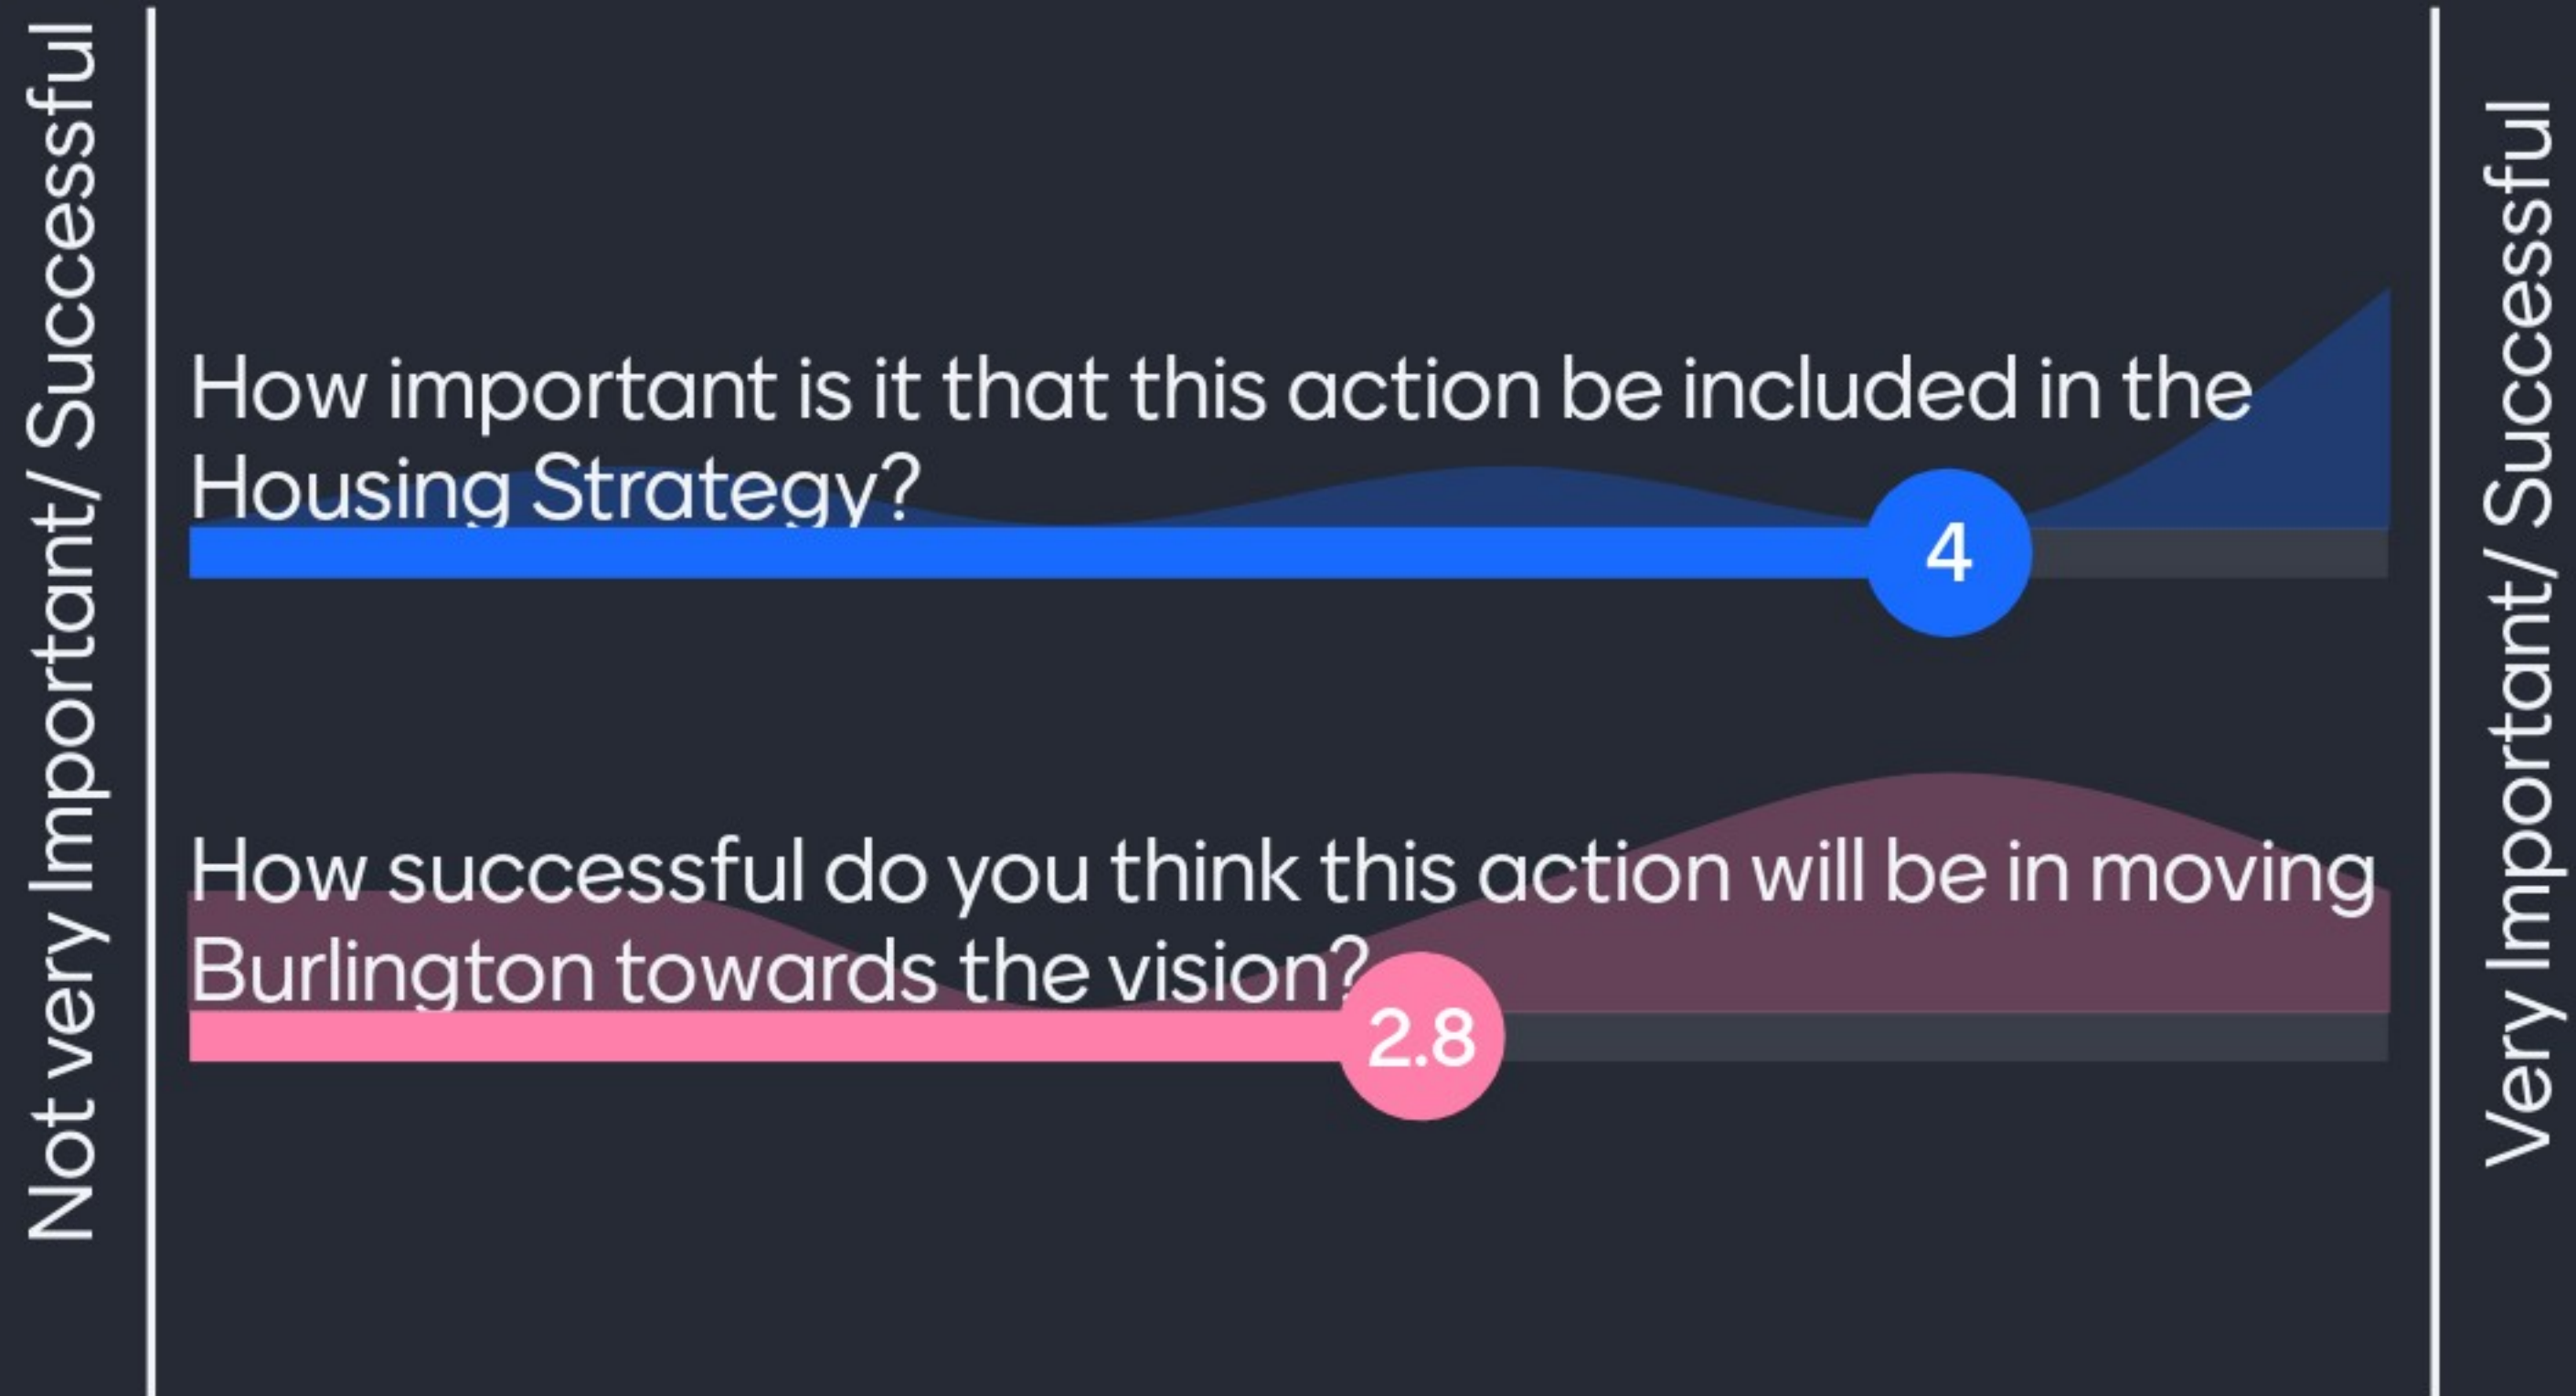 Not very Important/ Successful
How important is it that this action be included in the
Housing Strategy?
4
How successful do you think this action will be in moving
Burlington towards the vision?
2.8
Very Important/ Successful